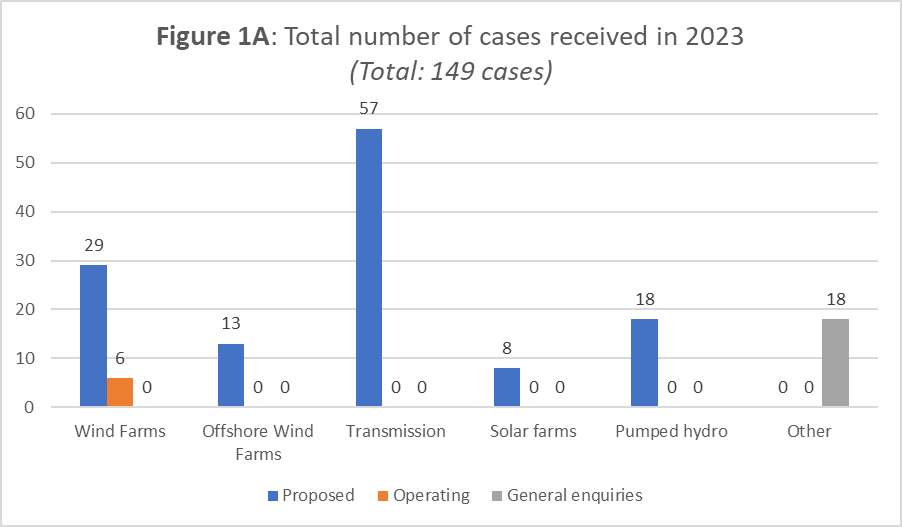 Figure 1A: Total number of cases received in 2023
(Total: 149 cases)
60
50
40
30
20
10
0
29
6
0
13
0
0
57
0
0
8
0
0
18
0
0
0
0
18
Wind Farms
Offshore Wind
Farms
Transmission
Solar farms
Pumped hydro
Other
Proposed
Operating
General enquiries